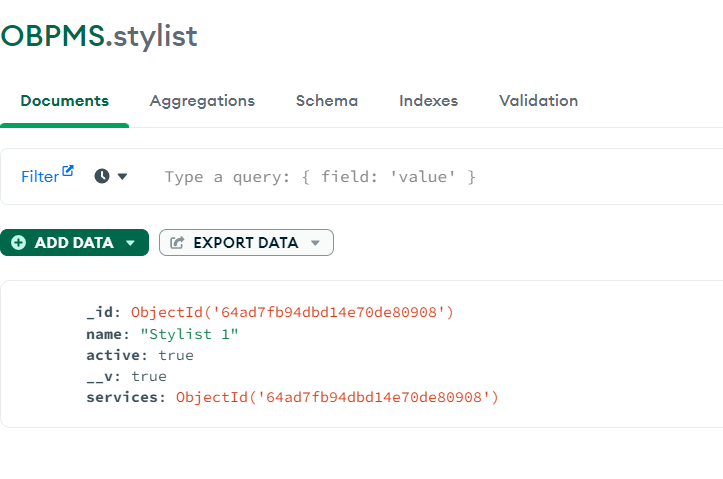 OBPMS.stylist
Documents Aggregations Schema Indexes Validation
Filter Type a query: { field: 'value' }
ADD DATA EXPORT DATA
_id: ObjectId('64ad7fb94dbd14e70de80908')
name: "Stylist 1"
active: true
__v: true
services: ObjectId('64ad7fb94dbd14e70de80908')